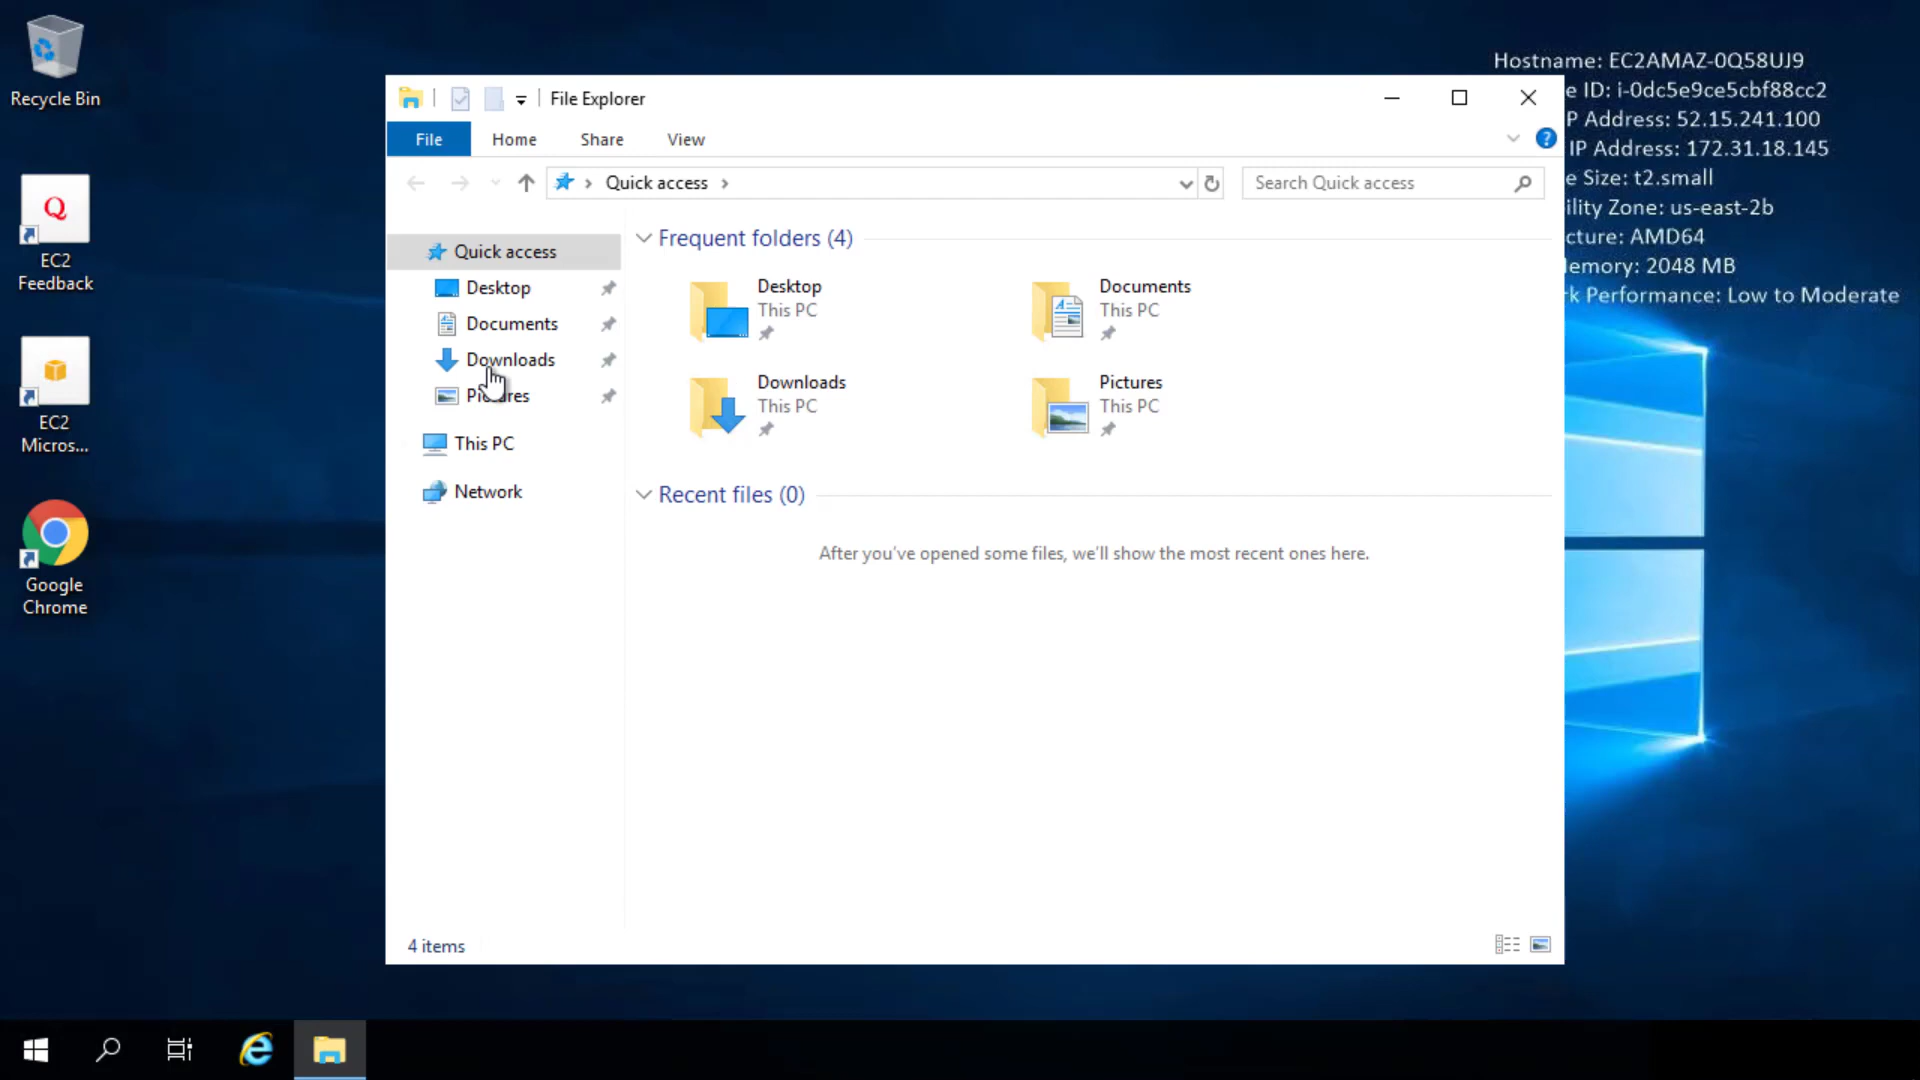 Recycle Bin
EC2
Feedback
EC2
Micros...
Google
Chrome
Hostname: EC2AMAZ-0Q58UJ9
e ID: i-0dc5e9ce5cbf88cc2
P Address: 52.15.241.100
IP Address: 172.31.18.145
e Size: t2.small
ility Zone: us-east-2b
cture: AMD64
emory: 2048 MB
k Performance: Low to Moderate
File Explorer
File Home Share View
Quick access
Search Quick access
Quick access
Desktop
Documents
Downloads
Pictures
This PC
Network
Frequent folders (4)
Desktop
This PC
Documents
This PC
Downloads
This PC
Pictures
This PC
Recent files (0)
After you've opened some files, we'll show the most recent ones here.
4 items